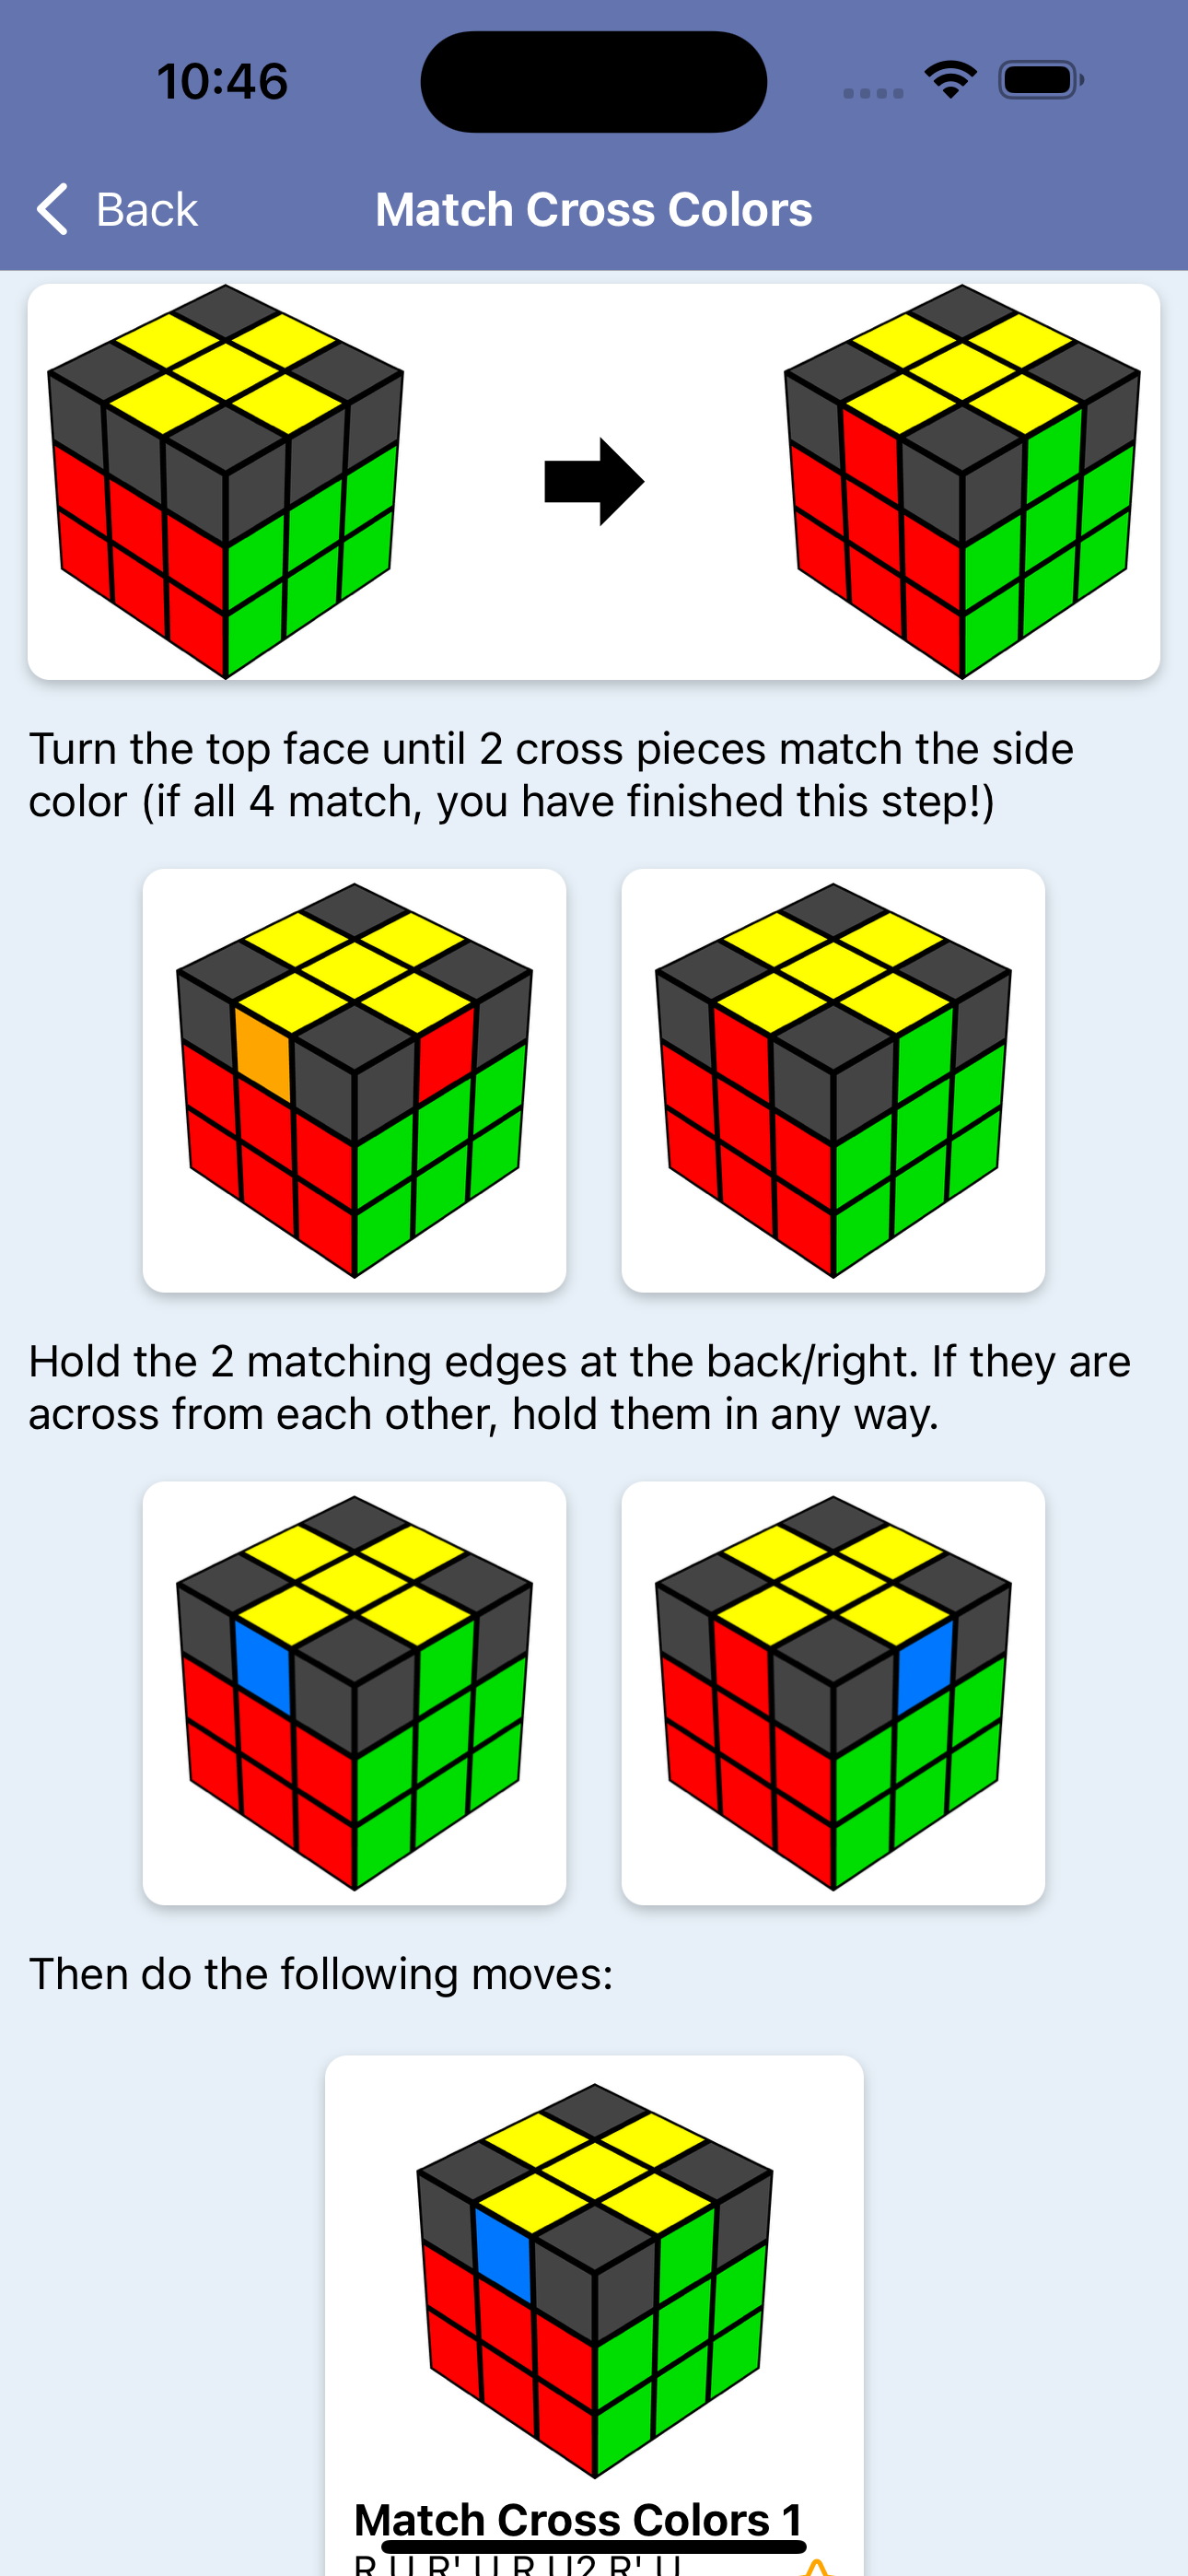 10:46
Back
Match Cross Colors
Turn the top face until 2 cross pieces match the side
color (if all 4 match, you have finished this step!)
Hold the 2 matching edges at the back/right. If they are
across from each other, hold them in any way.
Then do the following moves:
Match Cross Colors 1
R U R' U R U2 R' U